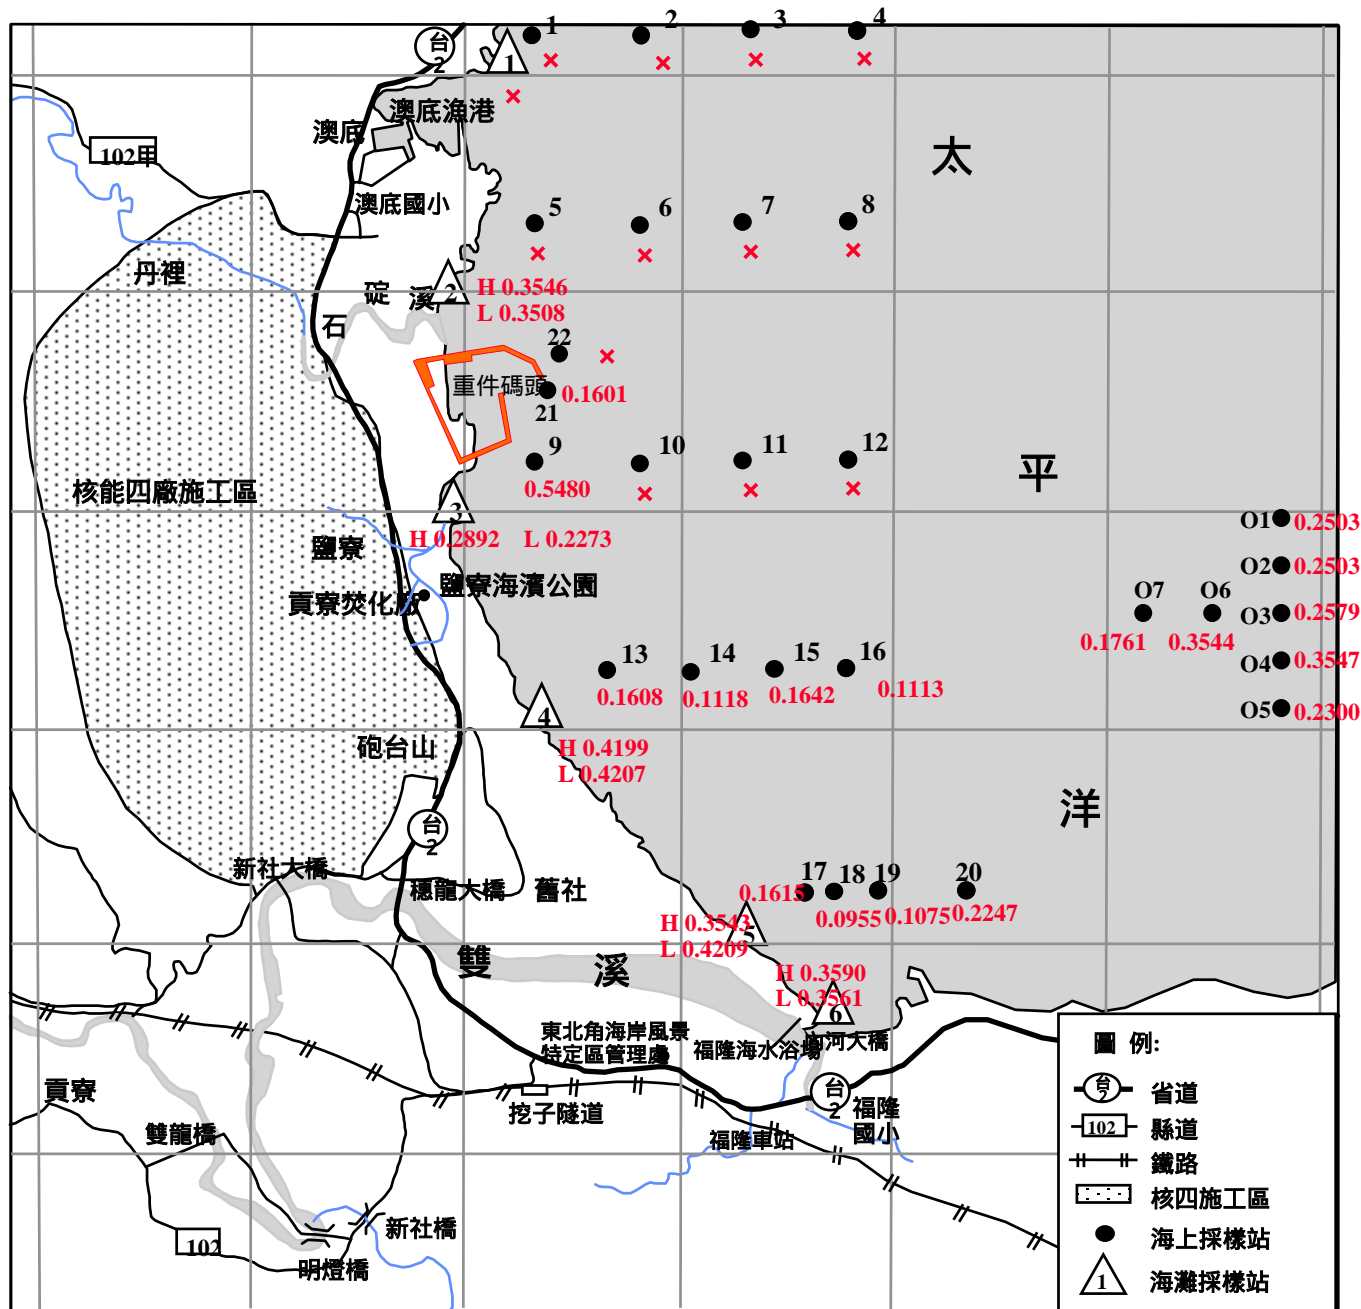 1 2 3 4
台
2
1
× × × ×
×
澳底漁港
澳底
102甲
太
澳底國小
5 6 7 8
× × × ×
丹裡
碇 溪
石
2
H 0.3546
L 0.3508
22
×
重件碼頭
0.1601
21
9 10 11 12
0.5480
× × ×
平
核能四廠施工區
3
H 0.2892 L 0.2273
鹽寮
鹽寮海濱公園
貢寮焚化廠
O1 0.2503
O2 0.2503
O7 O6 O3 0.2579
0.1761 0.3544
O4 0.3547
O5 0.2300
13 14 15 16
0.1608 0.1118 0.1642 0.1113
4
砲台山
H 0.4199
L 0.4207
洋
台
2
新社大橋
穗龍大橋 舊社
17 18 19 20
0.1615
0.0955 0.1075 0.2247
H 0.3543
L 0.4209
5
雙 溪
H 0.3590
L 0.3561
6
東北角海岸風景
特定區管理處
福隆海水浴場
內河大橋
挖子隧道
台
2
福隆
國小
福隆車站
貢寮
雙龍橋
新社橋
102
明燈橋
圖 例:
台
2
省道
102 縣道
鐵路
核四施工區
海上採樣站
1 海灘採樣站